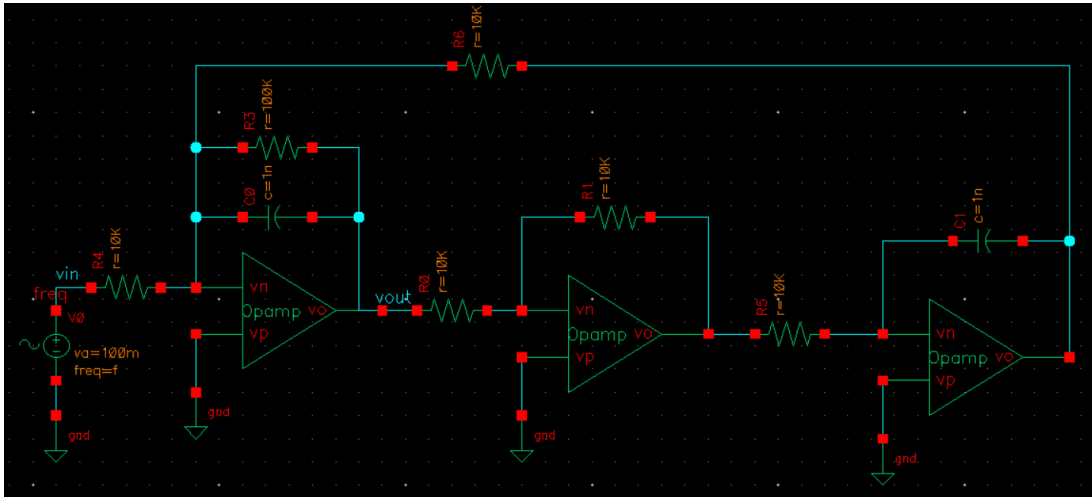 R6
r=10K
R3
r=100K
C0
c=1n
R1
r=10K
C1
c=1n
vin
R4
r=10K
freq
V0
va=100m
freq=f
vn
Opamp
vo
vp
gnd
gnd
vout
R0
r=10K
vn
Opamp
vo
vp
gnd
R5
r=10K
vn
Opamp
vo
vp
gnd